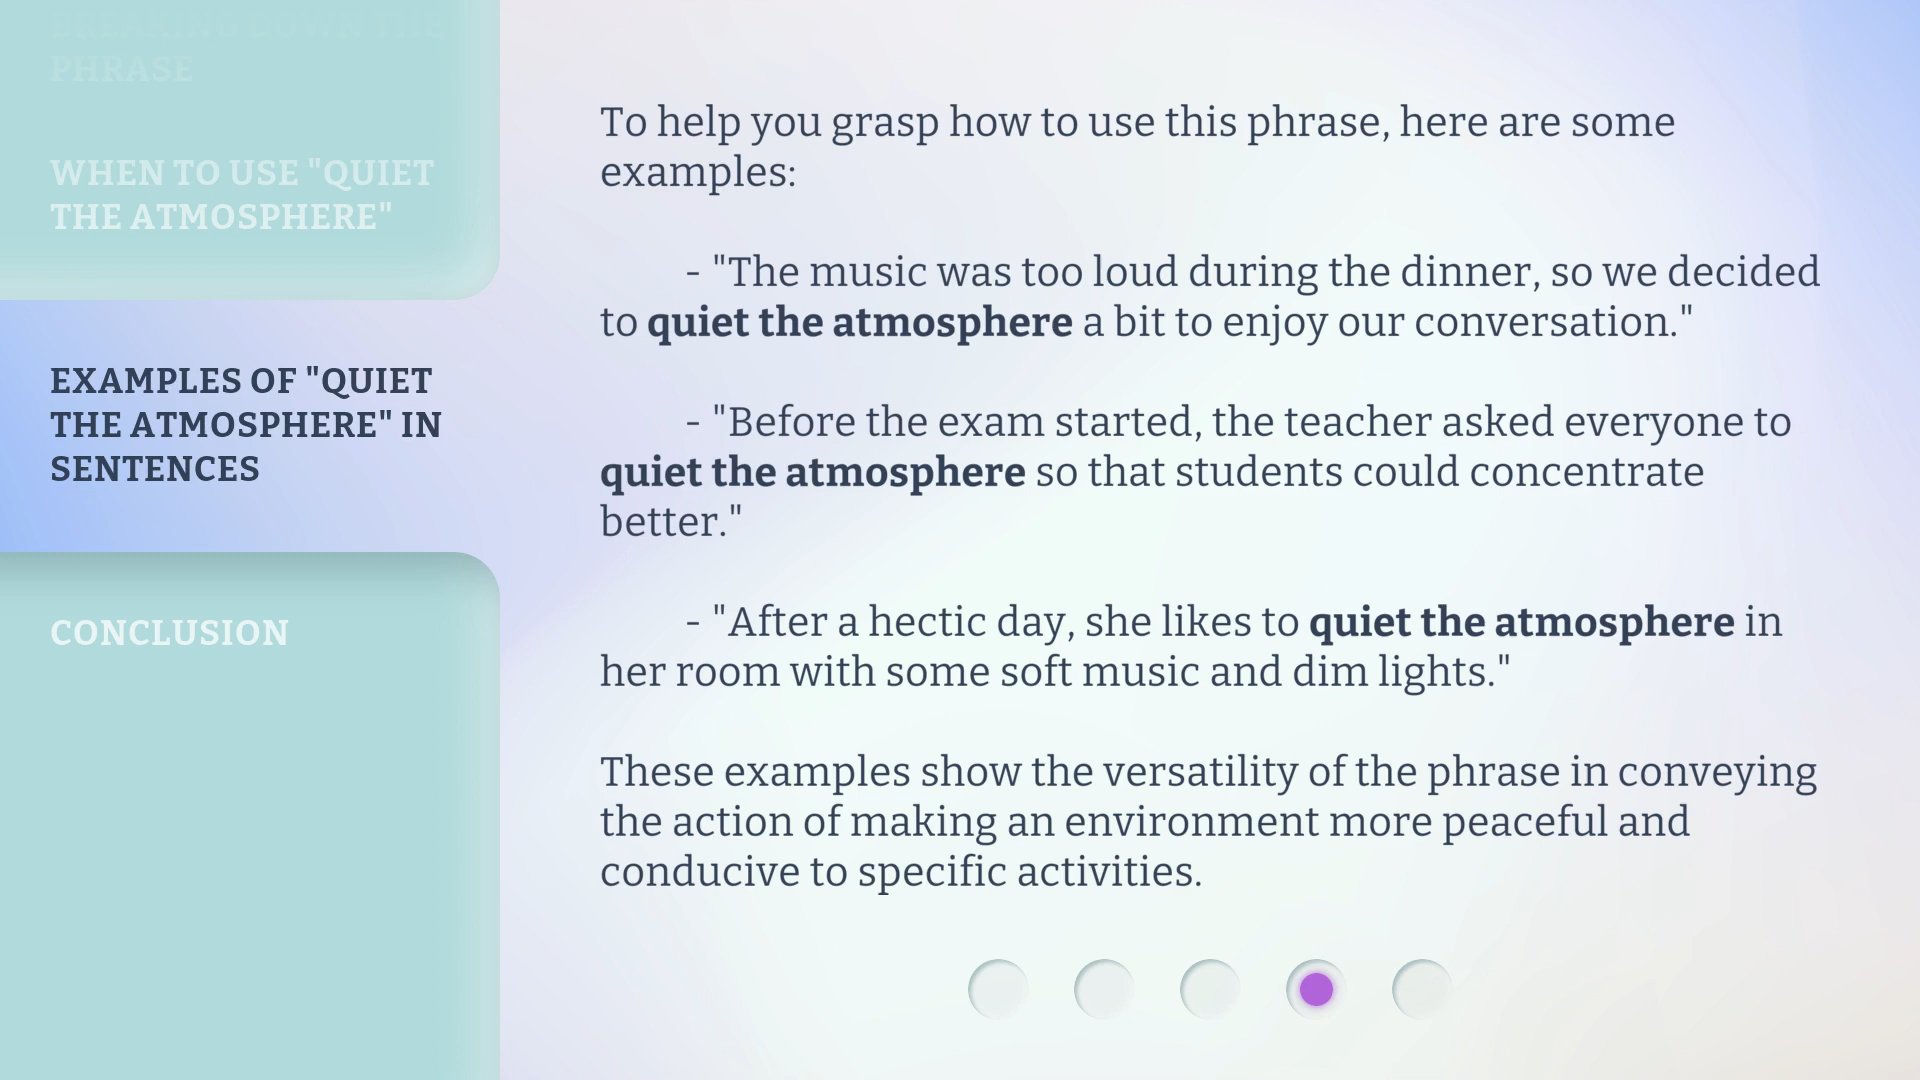 BREAKING DOWN THE
PHRASE
WHEN TO USE "QUIET
THE ATMOSPHERE"
EXAMPLES OF "QUIET
THE ATMOSPHERE" IN
SENTENCES
CONCLUSION
To help you grasp how to use this phrase, here are some
examples:
- "The music was too loud during the dinner, so we decided
to quiet the atmosphere a bit to enjoy our conversation."
- "Before the exam started, the teacher asked everyone to
quiet the atmosphere so that students could concentrate
better."
- "After a hectic day, she likes to quiet the atmosphere in
her room with some soft music and dim lights."
These examples show the versatility of the phrase in conveying
the action of making an environment more peaceful and
conducive to specific activities.